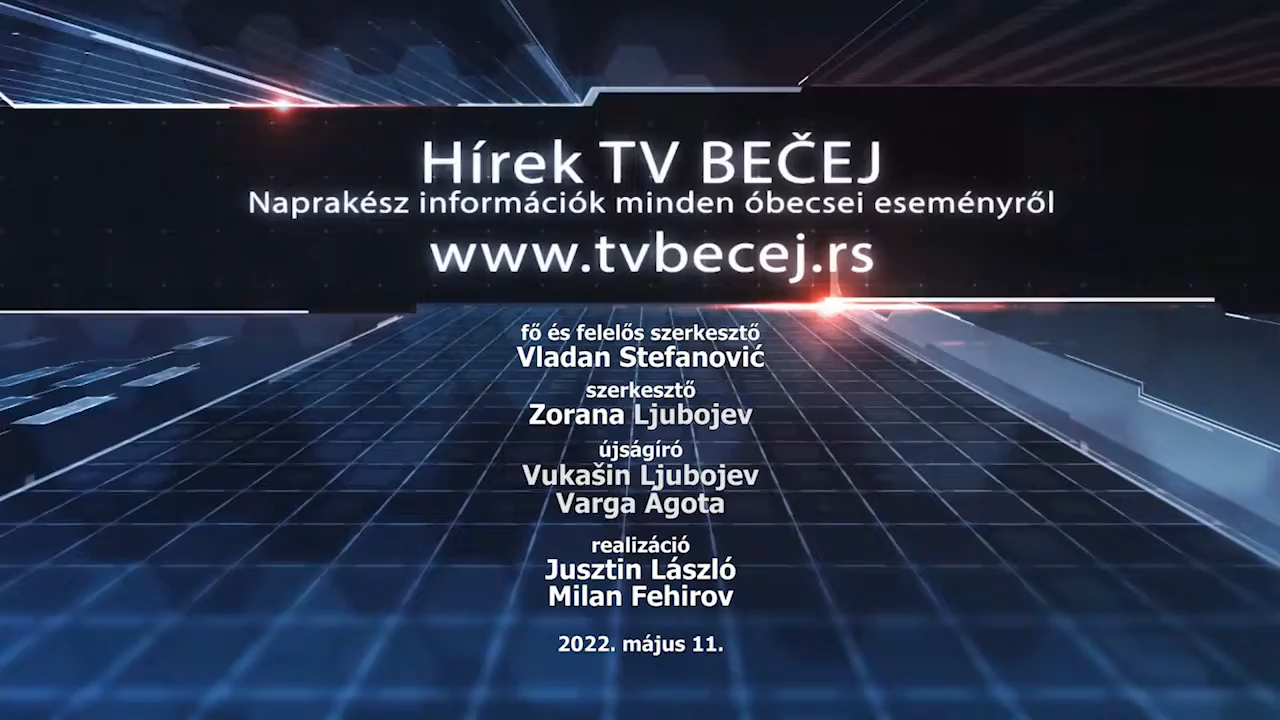 Hírek TV BEČEJ
Naprakész információk minden óbecsei eseményről
www.tvbecej.rs
fő és felelős szerkesztő
Vladan Stefanović
szerkesztő
Zorana Ljubojev
újságíró
Vukašin Ljubojev
Varga Ágota
realizáció
Jusztin László
Milan Fehirov
2022. május 11.